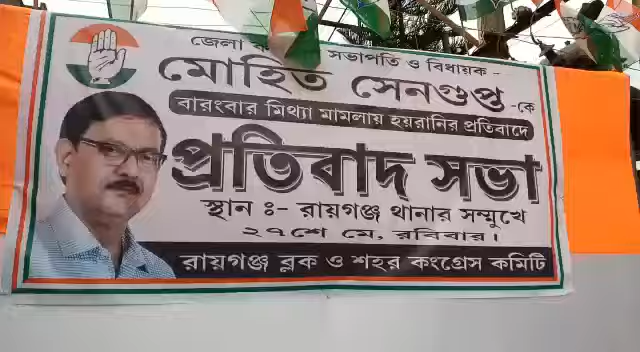 জেলা সভাপতি ও বিধায়ক -
মোহিত সেনগুপ্ত -কে
বারংবার মিথ্যা মামলায় হয়রানির প্রতিবাদে
প্রতিবাদ সভা
স্থান ঃ- রায়গঞ্জ থানার সম্মুখে
২৭শে মে, রবিবার।
রায়গঞ্জ ব্লক ও শহর কংগ্রেস কমিটি